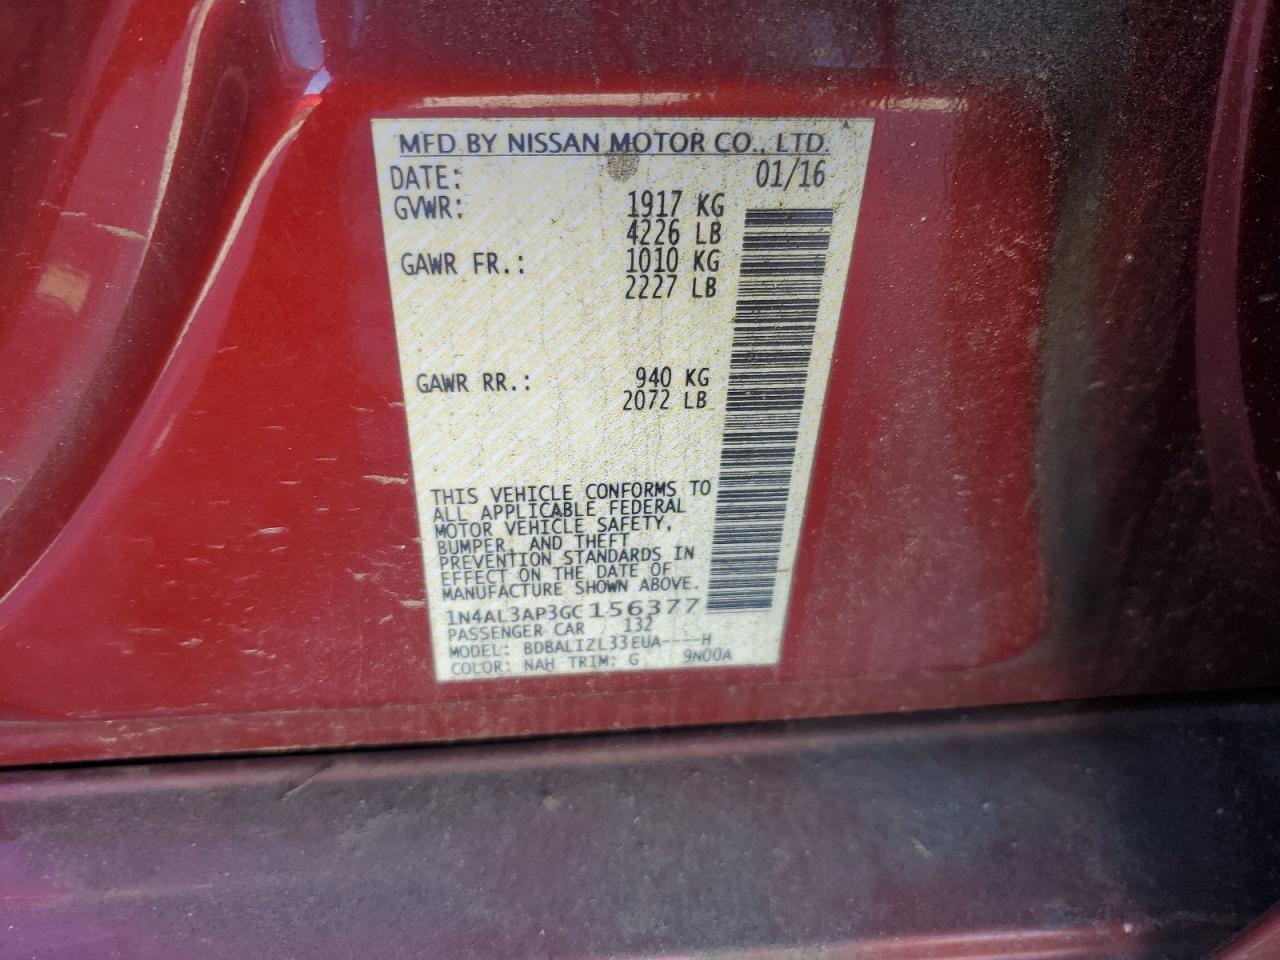 MFD BY NISSAN MOTOR CO., LTD.
DATE: 01/16
GVWR: 1917 KG
4226 LB
GAWR FR.: 1010 KG
2227 LB
GAWR RR.: 940 KG
2072 LB
THIS VEHICLE CONFORMS TO
ALL APPLICABLE FEDERAL
MOTOR VEHICLE SAFETY,
BUMPER, AND THEFT
PREVENTION STANDARDS IN
EFFECT ON THE DATE OF
MANUFACTURE SHOWN ABOVE.
1N4AL3AP3GC156377
PASSENGER CAR 132
MODEL: BDBALIZL33EUA----H
COLOR: NAH TRIM: G 9N00A